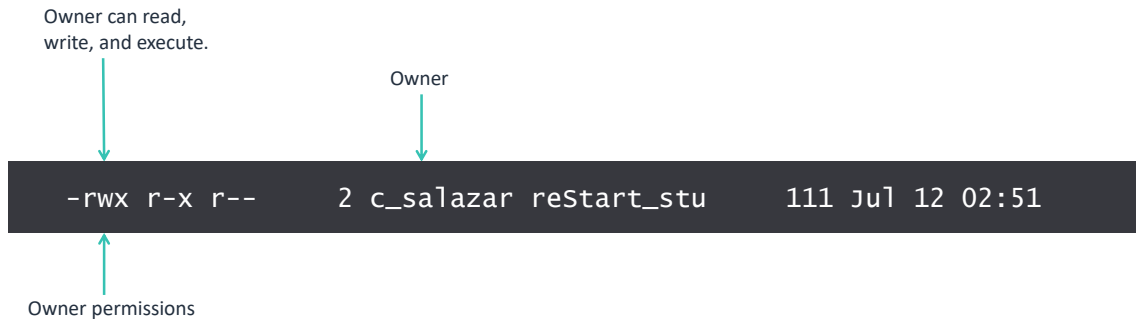 Owner can read,
write, and execute.
Owner
-rwx r-x r-- 2 c_salazar reStart_stu 111 Jul 12 02:51
Owner permissions